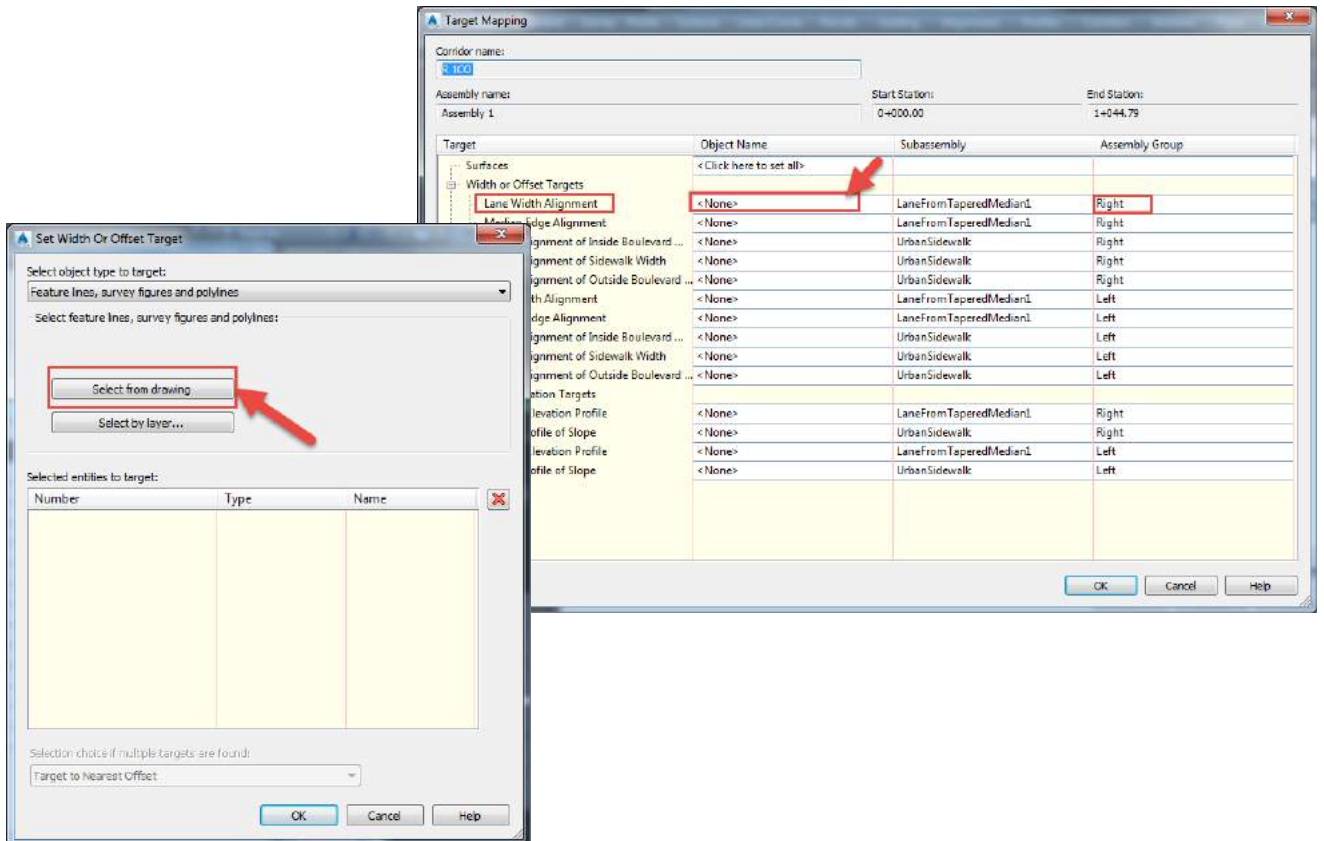 Target Mapping
Corridor name:
R 100
Assembly name: Start Station: End Station:
Assembly 1 0+000.00 1+044.79
Target Object Name Subassembly Assembly Group
Surfaces <Click here to set all>
Width or Offset Targets
Lane Width Alignment <None> LaneFromTaperedMedian1 Right
Median Edge Alignment <None> LaneFromTaperedMedian1 Right
ignment of Inside Boulevard ... <None> UrbanSidewalk Right
ignment of Sidewalk Width <None> UrbanSidewalk Right
ignment of Outside Boulevard ... <None> UrbanSidewalk Right
th Alignment <None> LaneFromTaperedMedian1 Left
dge Alignment <None> LaneFromTaperedMedian1 Left
ignment of Inside Boulevard ... <None> UrbanSidewalk Left
ignment of Sidewalk Width <None> UrbanSidewalk Left
ignment of Outside Boulevard ... <None> UrbanSidewalk Left
ation Targets
levation Profile <None> LaneFromTaperedMedian1 Right
ofile of Slope <None> UrbanSidewalk Right
levation Profile <None> LaneFromTaperedMedian1 Left
ofile of Slope <None> UrbanSidewalk Left
OK Cancel Help
Set Width Or Offset Target
Select object type to target:
Feature lines, survey figures and polylines
Select feature lines, survey figures and polylines:
Select from drawing
Select by layer...
Selected entities to target:
Number Type Name
Selection choice if multiple targets are found:
Target to Nearest Offset
OK Cancel Help